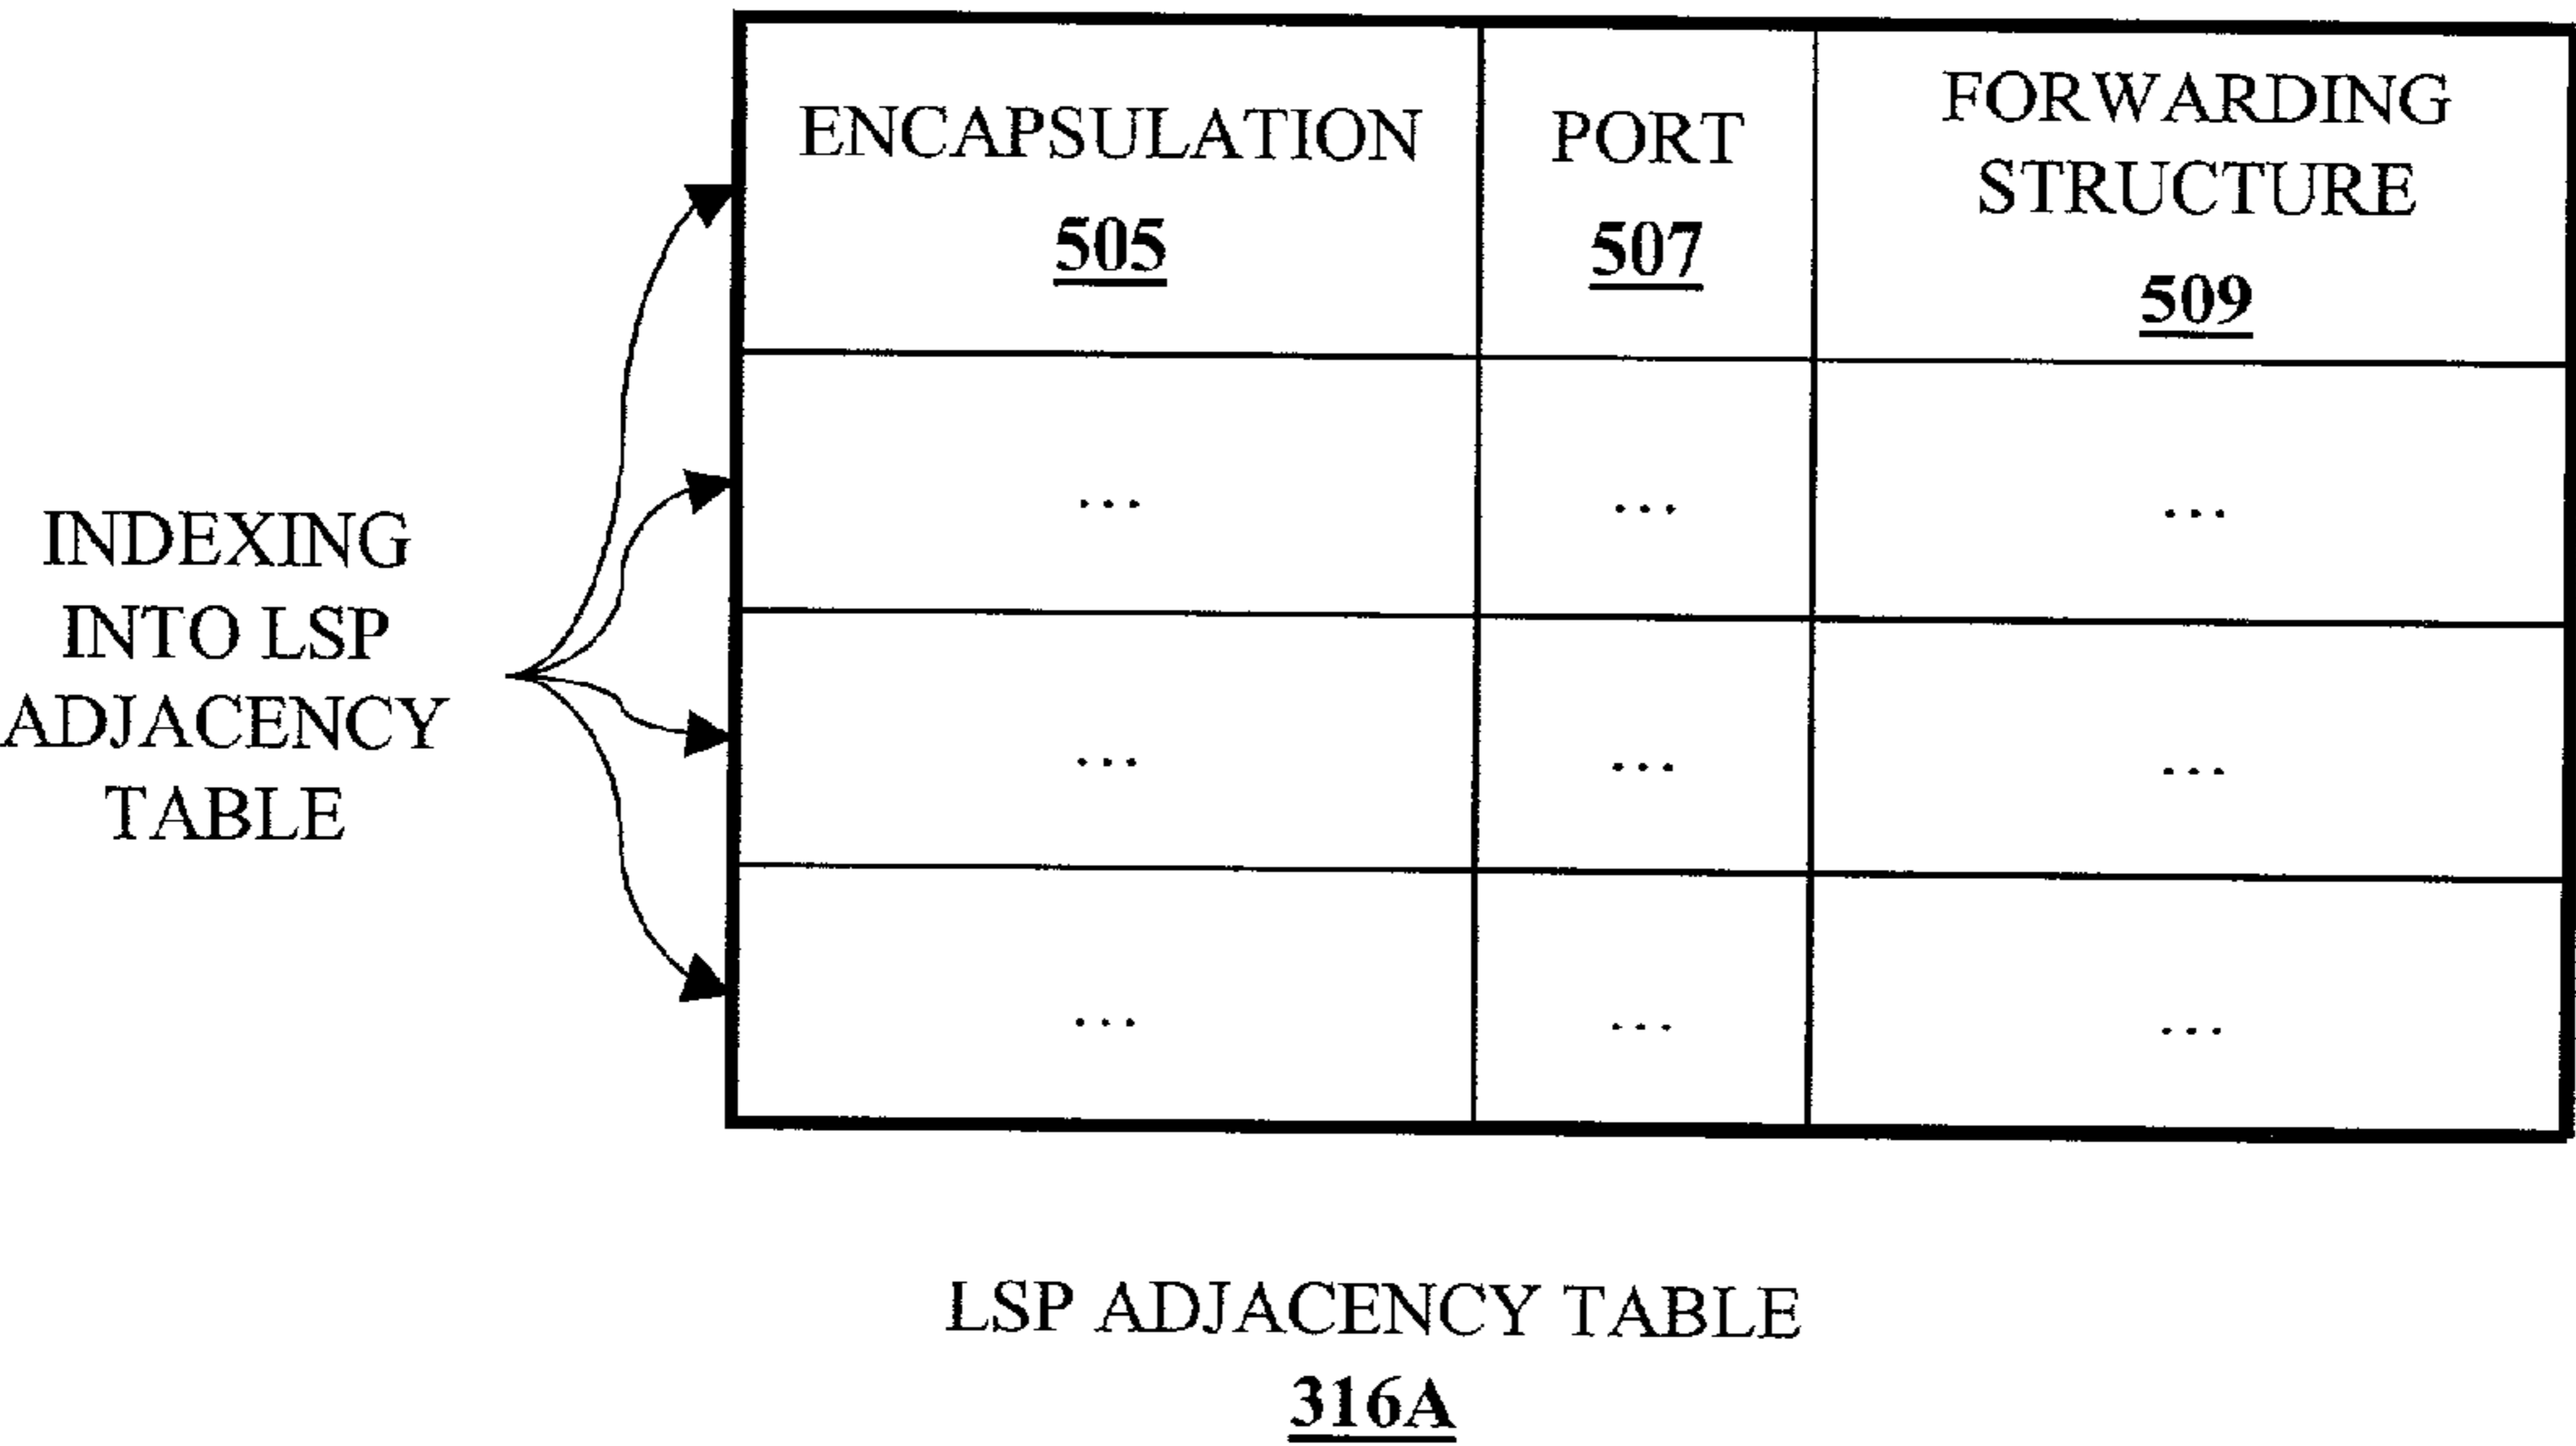 ENCAPSULATION
505
PORT
507
FORWARDING
STRUCTURE
509
... ... ...
... ... ...
... ... ...
INDEXING
INTO LSP
ADJACENCY
TABLE
LSP ADJACENCY TABLE
316A